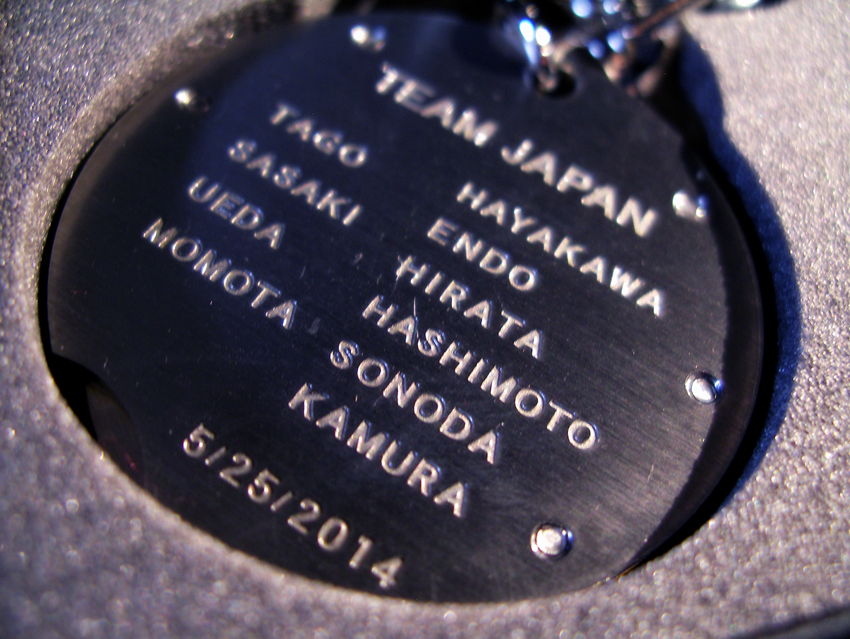 TEAM JAPAN
TAGO
SASAKI
UEDA
MOMOTA
HAYAKAWA
ENDO
HIRATA
HASHIMOTO
SONODA
KAMURA
5/25/2014